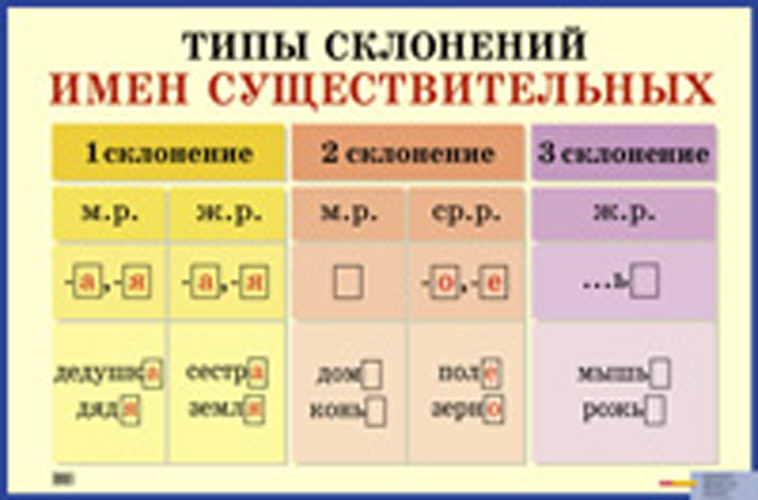 ТИПЫ СКЛОНЕНИЙ
ИМЕН СУЩЕСТВИТЕЛЬНЫХ
1 склонение 2 склонение 3 склонение
м.р. ж.р. м.р. ср.р. ж.р.
-а,-я -а,-я -о,-е ...ь
дедушка сестра дом поле мышь
дядя земля конь зерно рожь